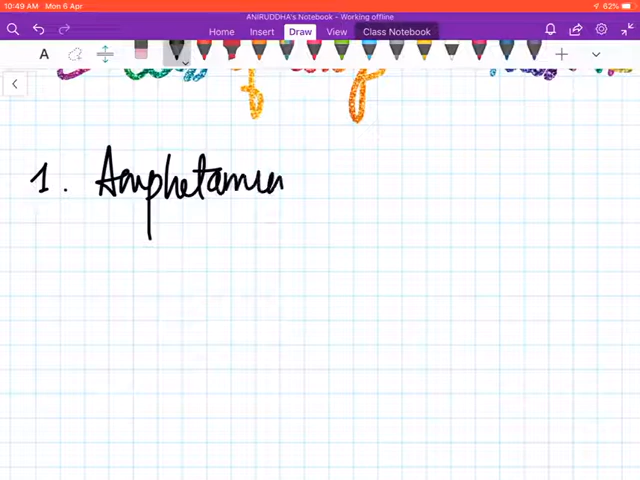 10:49 AM Mon 6 Apr 62%
ANIRUDDHA's Notebook - Working offline
Home Insert Draw View Class Notebook
A
1. Amphetamin